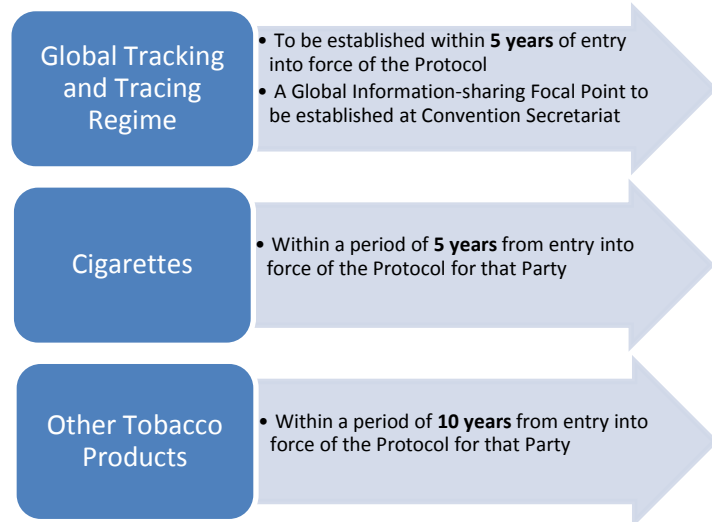 Global Tracking
and Tracing
Regime
• To be established within 5 years of entry
into force of the Protocol
• A Global Information-sharing Focal Point to
be established at Convention Secretariat
Cigarettes
• Within a period of 5 years from entry into
force of the Protocol for that Party
Other Tobacco
Products
• Within a period of 10 years from entry into
force of the Protocol for that Party